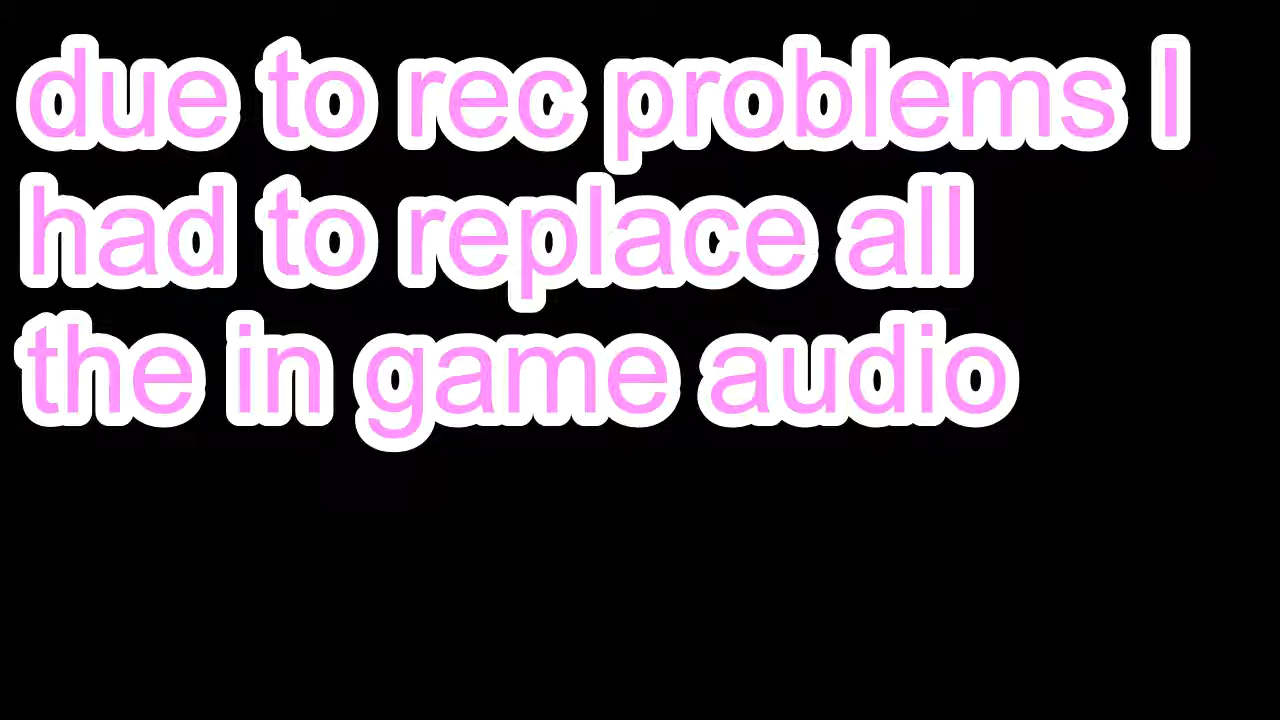 due to rec problems I
had to replace all
the in game audio